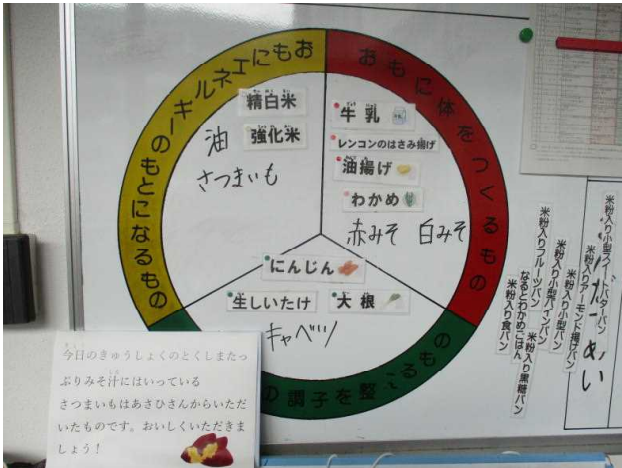 おもにエネルギーのもとになるもの
精白米
強化米
油
さつまいも
おもに体をつくるもの
牛乳
レンコンのはさみ揚げ
油揚げ
わかめ
赤みそ 白みそ
の調子を整えるもの
にんじん
生しいたけ
大根
キャベツ
今日のきゅうしょくのとくしまたっ
ぷりみそ汁にはいっている
さつまいもはあさひさんからいただ
いたものです。おいしくいただきま
しょう！
米粉入り小型スイートバターパン
米粉入りアーモンド揚げパン
米粉入り小型パン
米粉入り小型パインパン
米粉入りフルーツパン
なるとわかめごはん
米粉入り黒糖パン
米粉入り食パン